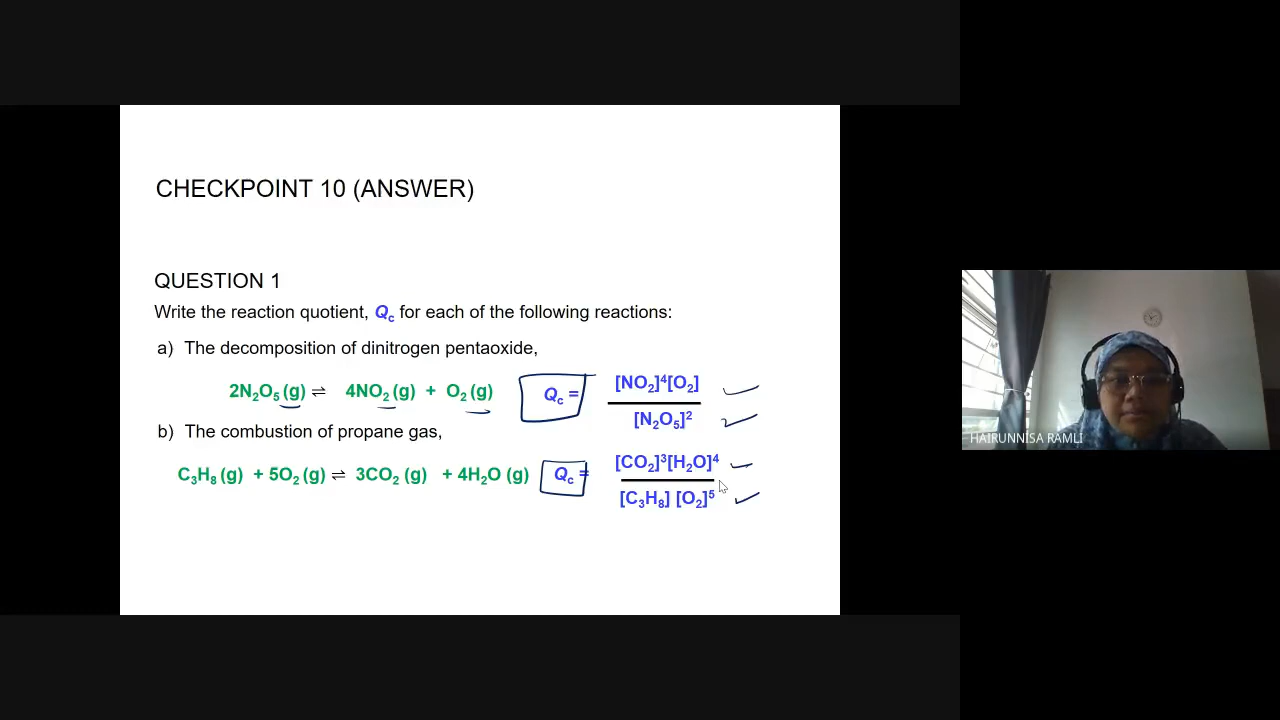 CHECKPOINT 10 (ANSWER)
QUESTION 1
Write the reaction quotient, Qc for each of the following reactions:
a) The decomposition of dinitrogen pentaoxide,
2N₂O₅ (g) ⇌ 4NO₂ (g) + O₂ (g) Qc = [NO₂]⁴[O₂]
[N₂O₅]²
b) The combustion of propane gas,
C₃H₈ (g) + 5O₂ (g) ⇌ 3CO₂ (g) + 4H₂O (g) Qc = [CO₂]³[H₂O]⁴
[C₃H₈] [O₂]⁵
HAIRUNNISA RAMLI